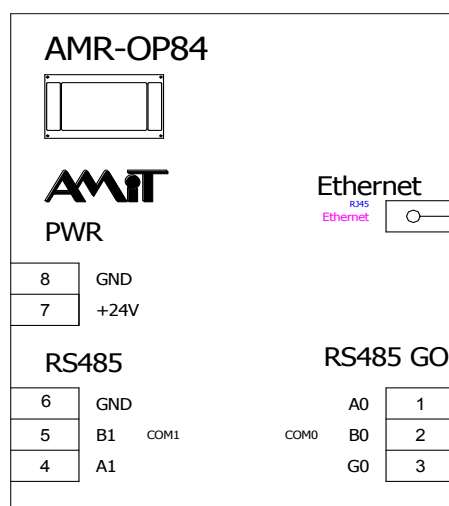 AMR-OP84
AMiT
Ethernet
RJ45
Ethernet
PWR
8 GND
7 +24V
RS485
RS485 GO
6 GND
A0 1
5 B1 COM1
COM0 B0 2
4 A1
G0 3